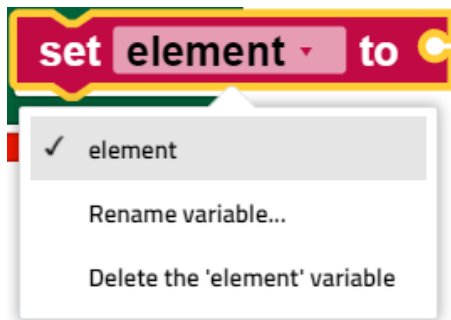 set element to
element
Rename variable...
Delete the 'element' variable